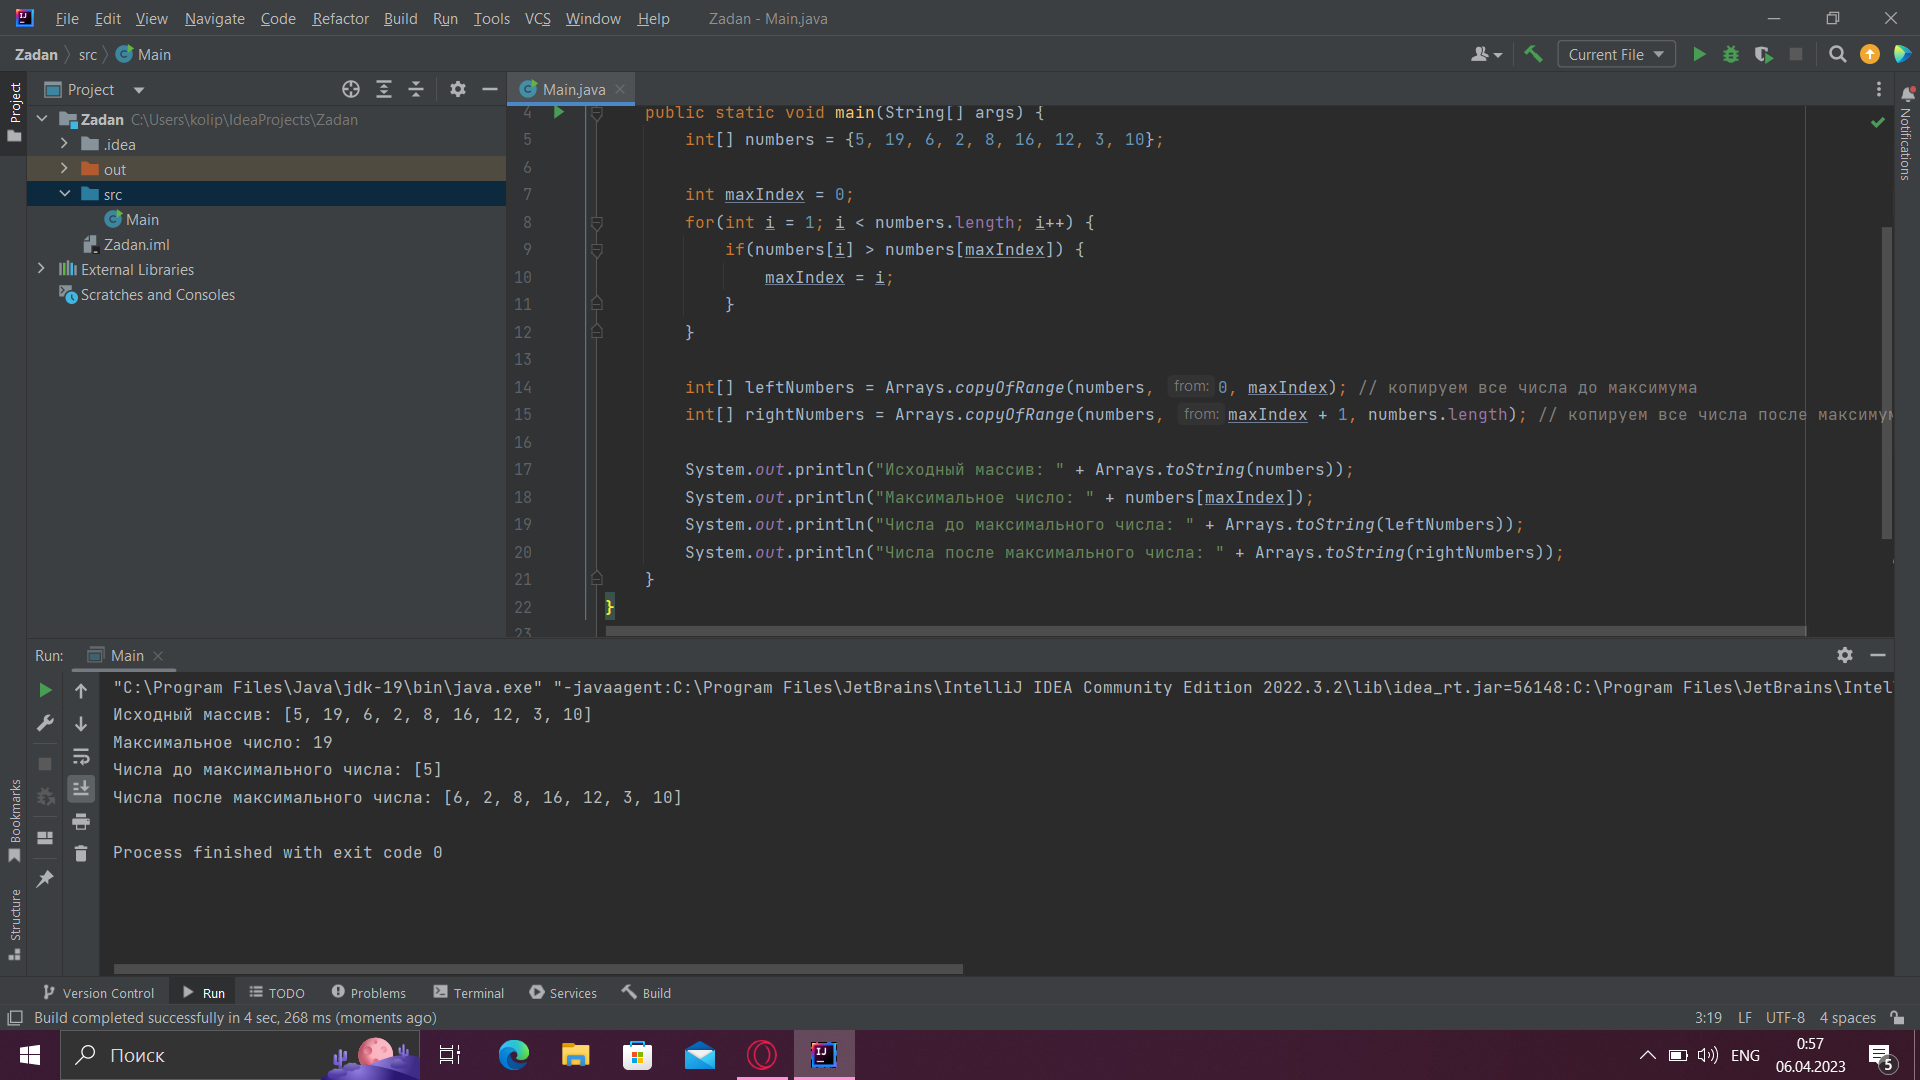 File Edit View Navigate Code Refactor Build Run Tools VCS Window Help Zadan - Main.java
Zadan src Main Current File
Project Main.java
Project
Notifications
Zadan C:\Users\kolip\IdeaProjects\Zadan
.idea
out
src
Main
Zadan.iml
External Libraries
Scratches and Consoles
4 public static void main(String[] args) {
5 int[] numbers = {5, 19, 6, 2, 8, 16, 12, 3, 10};
6
7 int maxIndex = 0;
8 for(int i = 1; i < numbers.length; i++) {
9 if(numbers[i] > numbers[maxIndex]) {
10 maxIndex = i;
11 }
12 }
13
14 int[] leftNumbers = Arrays.copyOfRange(numbers, from: 0, maxIndex); // копируем все числа до максимума
15 int[] rightNumbers = Arrays.copyOfRange(numbers, from: maxIndex + 1, numbers.length); // копируем все числа после максимум
16
17 System.out.println("Исходный массив: " + Arrays.toString(numbers));
18 System.out.println("Максимальное число: " + numbers[maxIndex]);
19 System.out.println("Числа до максимального числа: " + Arrays.toString(leftNumbers));
20 System.out.println("Числа после максимального числа: " + Arrays.toString(rightNumbers));
21 }
22 }
23
Run: Main
"C:\Program Files\Java\jdk-19\bin\java.exe" "-javaagent:C:\Program Files\JetBrains\IntelliJ IDEA Community Edition 2022.3.2\lib\idea_rt.jar=56148:C:\Program Files\JetBrains\Intel
Исходный массив: [5, 19, 6, 2, 8, 16, 12, 3, 10]
Максимальное число: 19
Числа до максимального числа: [5]
Числа после максимального числа: [6, 2, 8, 16, 12, 3, 10]
Process finished with exit code 0
Bookmarks
Structure
Version Control Run TODO Problems Terminal Services Build
Build completed successfully in 4 sec, 268 ms (moments ago) 3:19 LF UTF-8 4 spaces
Поиск IJ ENG 0:57
06.04.2023 5